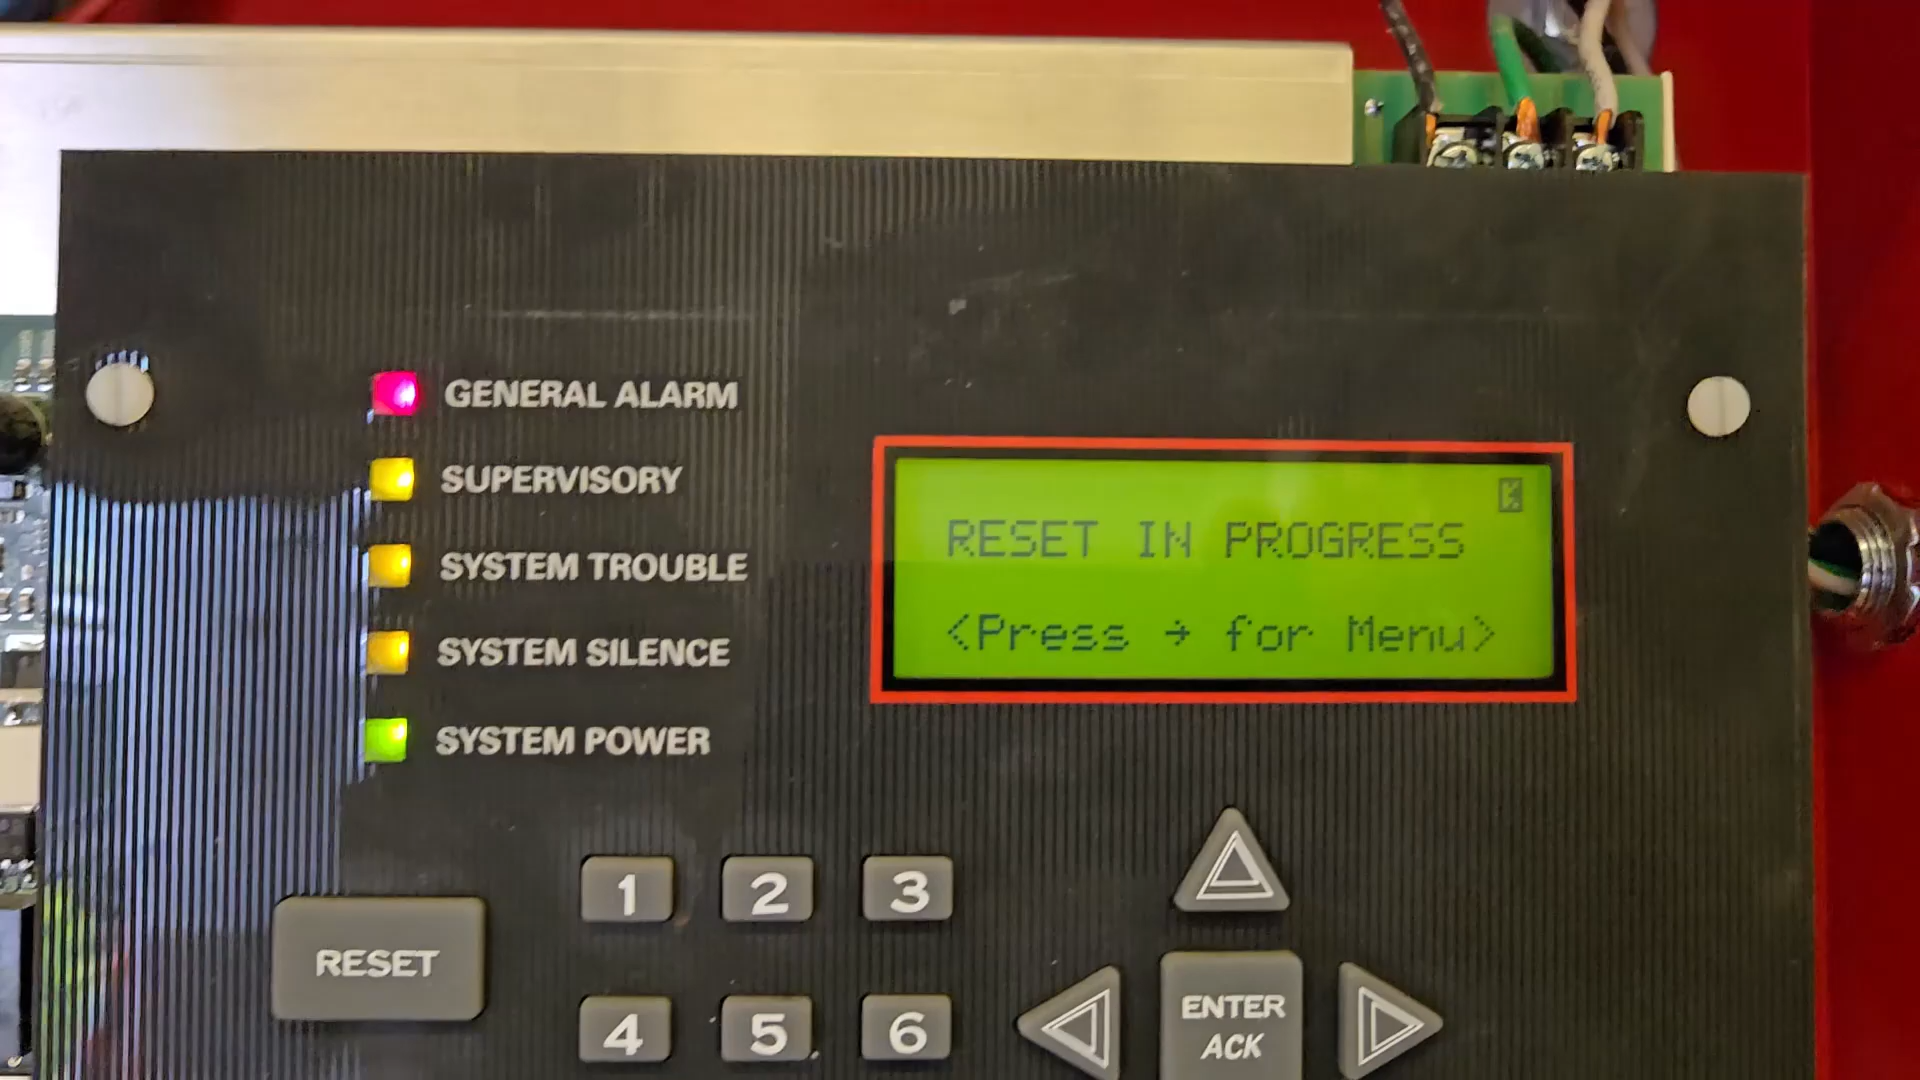 GENERAL ALARM
SUPERVISORY
SYSTEM TROUBLE
SYSTEM SILENCE
SYSTEM POWER
RESET IN PROGRESS
<Press → for Menu>
RESET
1 2 3
4 5 6
ENTER
ACK